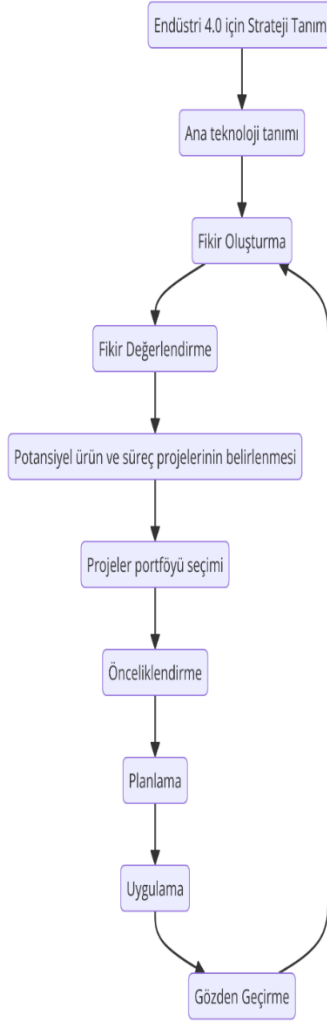 Endüstri 4.0 için Strateji Tanım
Ana teknoloji tanımı
Fikir Oluşturma
Fikir Değerlendirme
Potansiyel ürün ve süreç projelerinin belirlenmesi
Projeler portföyü seçimi
Önceliklendirme
Planlama
Uygulama
Gözden Geçirme